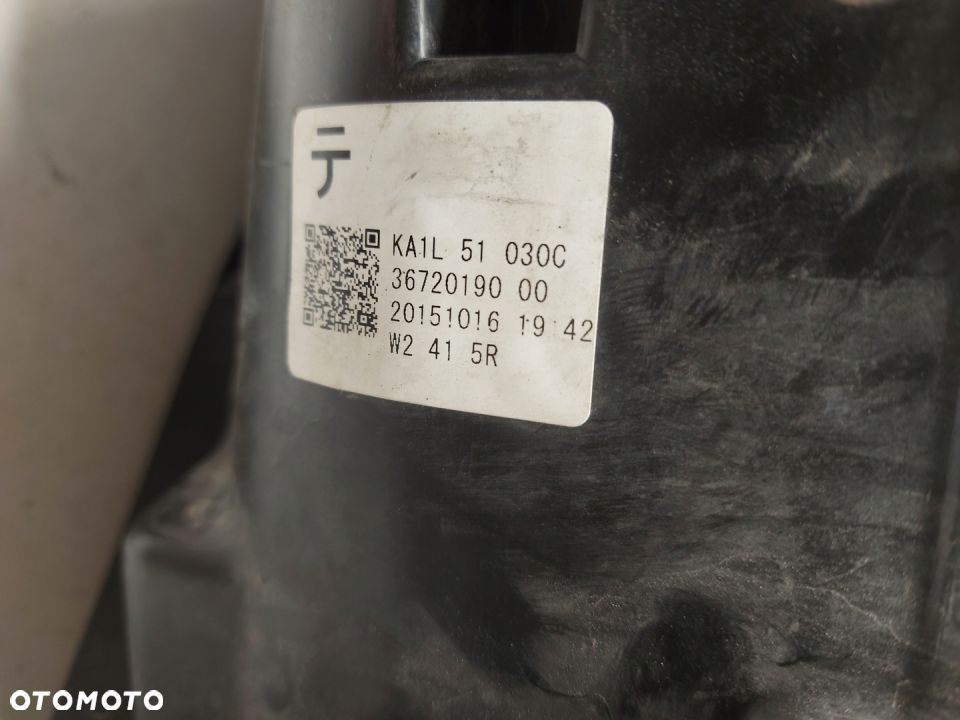 テ
KA1L 51 030C
36720190 00
20151016 19:42
W2 41 5R
OTOMOTO